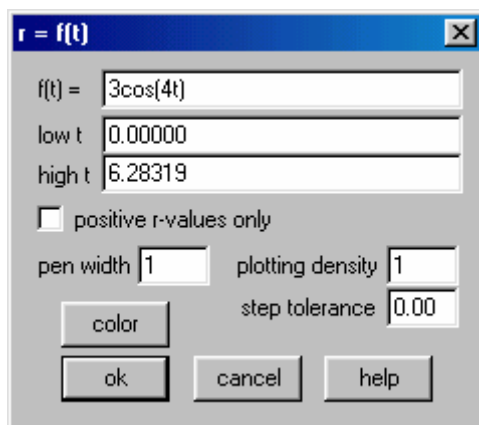 r = f(t)
f(t) = 3cos(4t)
low t 0.00000
high t 6.28319
positive r-values only
pen width 1 plotting density 1
step tolerance 0.00
color
ok cancel help